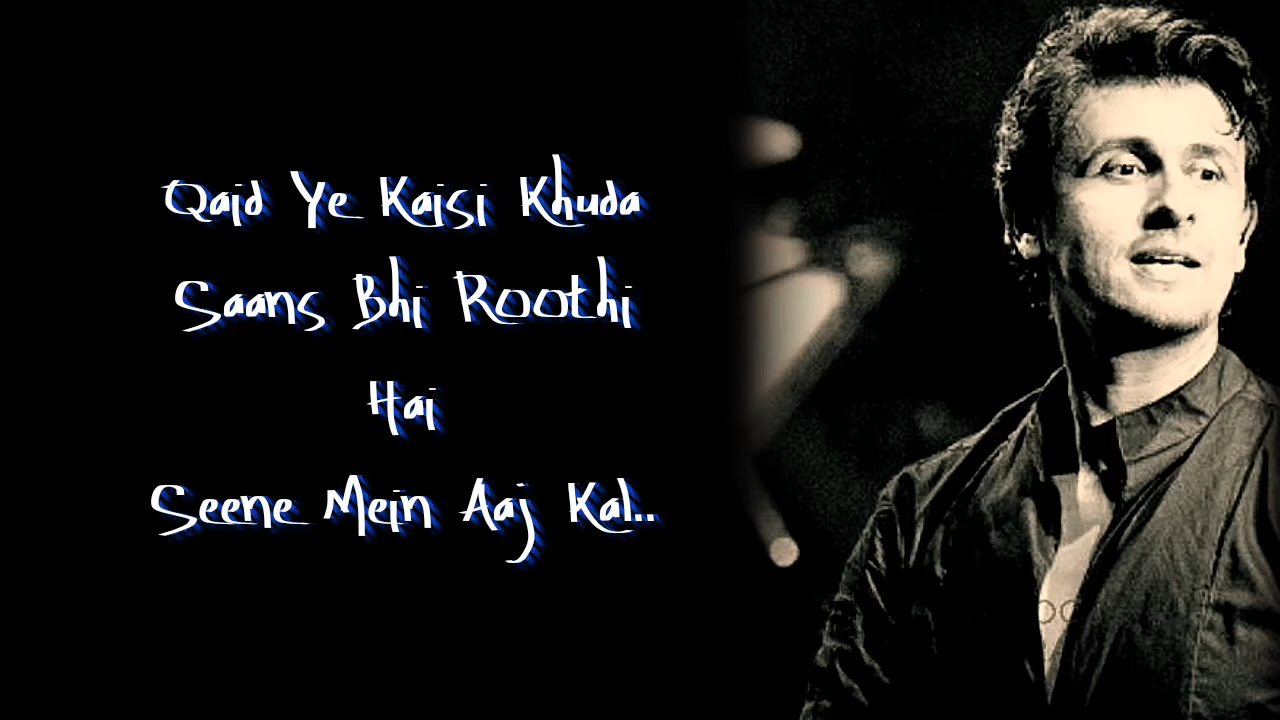 Qaid Ye Kaisi Khuda
Saans Bhi Roothi
Hai
Seene Mein Aaj Kal..